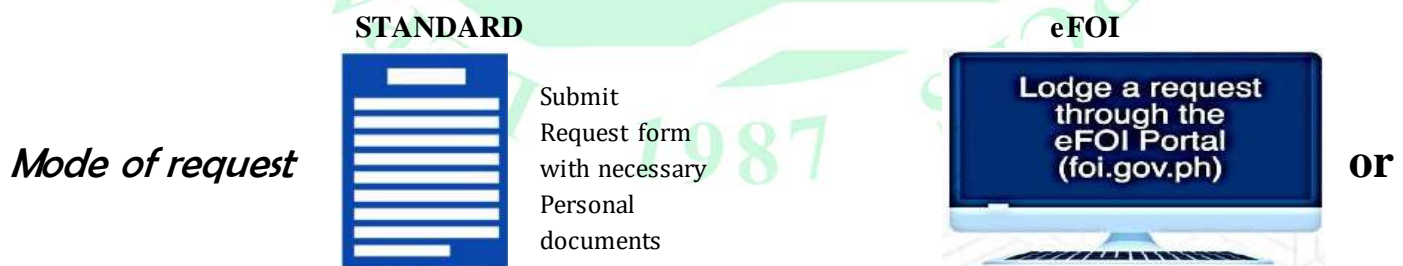 STANDARD
eFOI
Mode of request
Submit
Request form
with necessary
Personal
documents
Lodge a request
through the
eFOI Portal
(foi.gov.ph)
or
1987